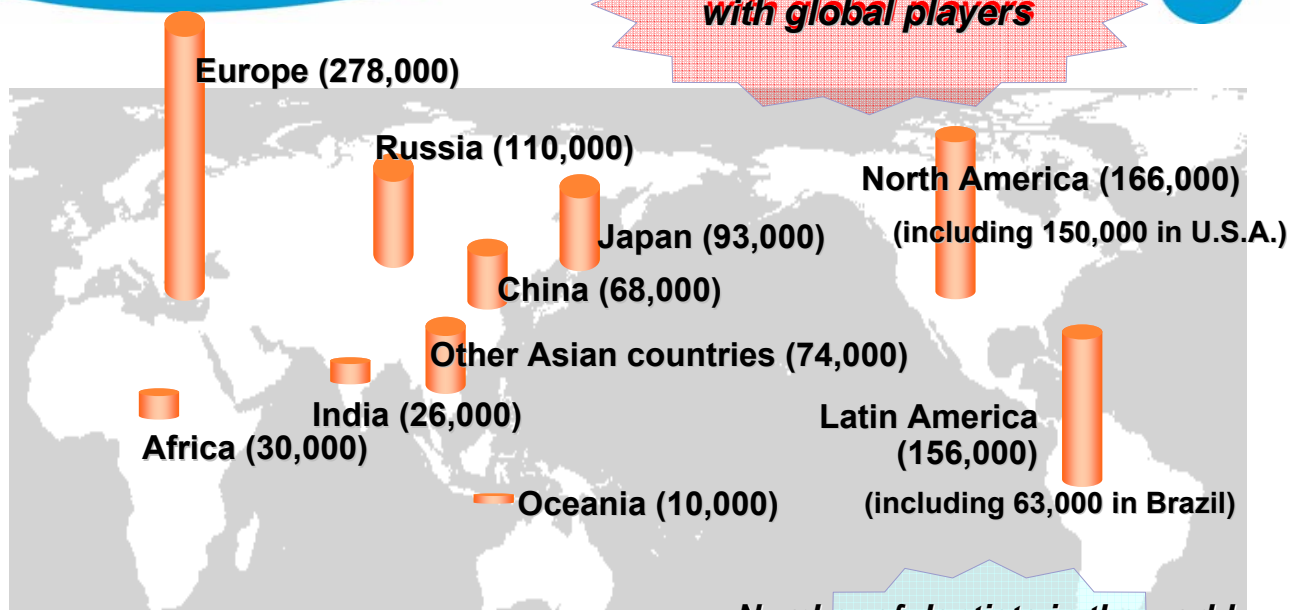 with global players
Europe (278,000)
Russia (110,000)
North America (166,000)
(including 150,000 in U.S.A.)
Japan (93,000)
China (68,000)
Other Asian countries (74,000)
India (26,000)
Latin America
(156,000)
Africa (30,000)
Oceania (10,000)
(including 63,000 in Brazil)